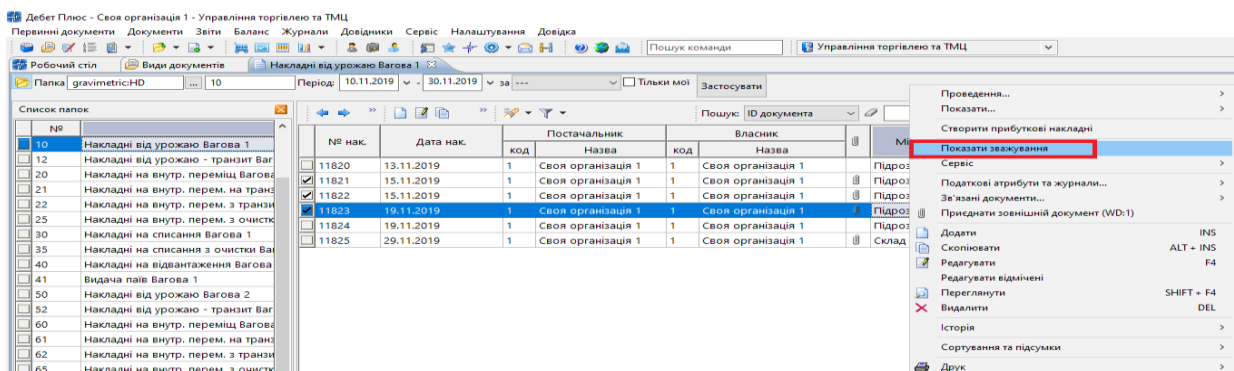 Дебет Плюс - Своя організація 1 - Управління торгівлею та ТМЦ
Первинні документи Документи Звіти Баланс Журнали Довідники Сервіс Налаштування Довідка
Пошук команди Управління торгівлею та ТМЦ
Робочий стіл Види документів Накладні від урожаю Вагова 1
Папка gravimetric:HD ... 10 Період: 10.11.2019 - 30.11.2019 за --- Тільки мої Застосувати
Список папок
Пошук: ID документа
№
10 Накладні від урожаю Вагова 1
12 Накладні від урожаю - транзит Ваг
20 Накладні на внутр. переміщ Вагова
21 Накладні на внутр. перем. на транз
22 Накладні на внутр. перем. з транзи
25 Накладні на внутр. перем. з очистк
30 Накладні на списання Вагова 1
35 Накладні на списання з очистки Ваг
40 Накладні на відвантаження Вагова
41 Видача паїв Вагова 1
50 Накладні від урожаю Вагова 2
52 Накладні від урожаю - транзит Ваг
60 Накладні на внутр. переміщ Вагова
61 Накладні на внутр. перем. на транз
62 Накладні на внутр. перем. з транзи
65 Накладні на внутр. перем. з очистк
№ нак. Дата нак. Постачальник Власник
код Назва код Назва
11820 13.11.2019 1 Своя організація 1 1 Своя організація 1 Підроз
11821 15.11.2019 1 Своя організація 1 1 Своя організація 1 Підроз
11822 15.11.2019 1 Своя організація 1 1 Своя організація 1 Підроз
11823 19.11.2019 1 Своя організація 1 1 Своя організація 1 Підроз
11824 19.11.2019 1 Своя організація 1 1 Своя організація 1 Підроз
11825 29.11.2019 1 Своя організація 1 1 Своя організація 1 Склад
Проведення...
Показати...
Створити прибуткові накладні
Показати зважування
Сервіс
Податкові атрибути та журнали...
Зв'язані документи...
Приєднати зовнішній документ (WD:1)
Додати INS
Скопіювати ALT + INS
Редагувати F4
Редагувати відмічені
Переглянути SHIFT + F4
Видалити DEL
Історія
Сортування та підсумки
Друк